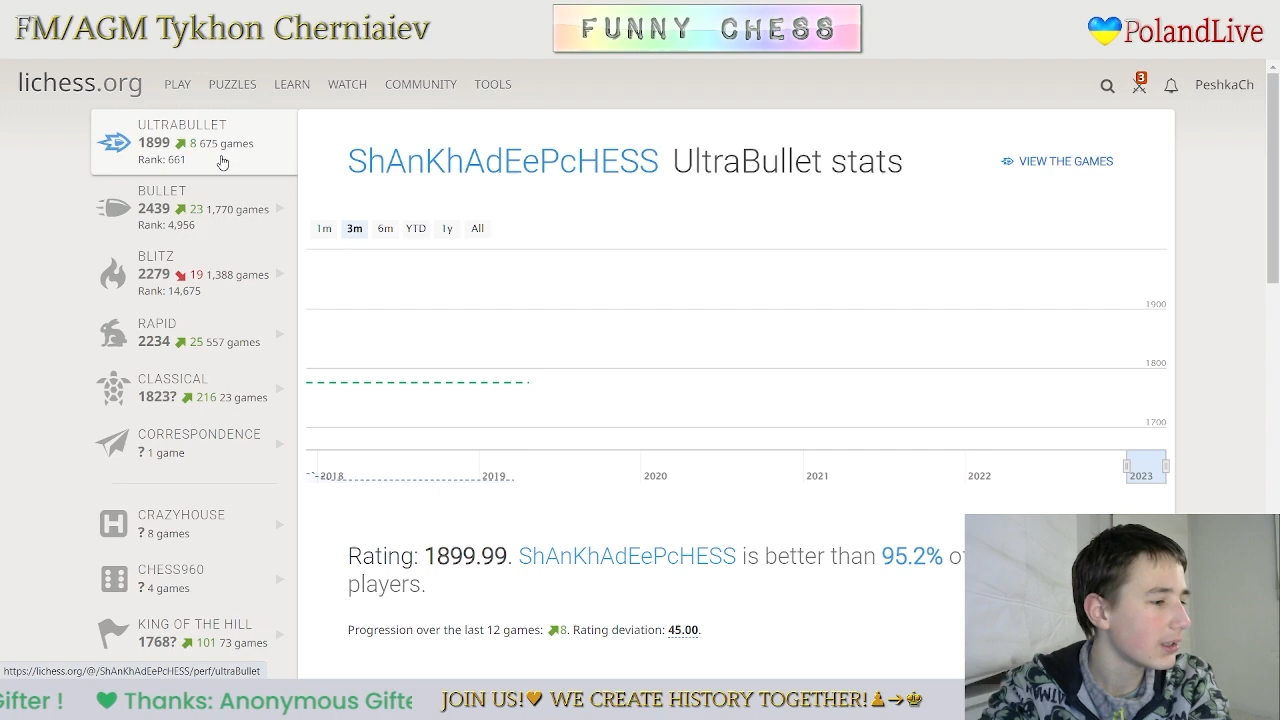 FM/AGM Tykhon Cherniaiev
FUNNY CHESS
PolandLive
lichess.org
PLAY
PUZZLES
LEARN
WATCH
COMMUNITY
TOOLS
3
PeshkaCh
ULTRABULLET
1899 8 675 games
Rank: 661
BULLET
2439 23 1,770 games
Rank: 4,956
BLITZ
2279 19 1,388 games
Rank: 14,675
RAPID
2234 25 557 games
CLASSICAL
1823? 216 23 games
CORRESPONDENCE
? 1 game
CRAZYHOUSE
? 8 games
CHESS960
? 4 games
KING OF THE HILL
1768? 101 73 games
https://lichess.org/@/ShAnKhAdEePcHESS/perf/ultraBullet
ShAnKhAdEePcHESS UltraBullet stats
VIEW THE GAMES
1m 3m 6m YTD 1y All
1900
1800
1700
2018 2019 2020 2021 2022 2023
Rating: 1899.99. ShAnKhAdEePcHESS is better than 95.2% o
players.
Progression over the last 12 games: 8. Rating deviation: 45.00.
Gifter ! Thanks: Anonymous Gifte
JOIN US! WE CREATE HISTORY TOGETHER!